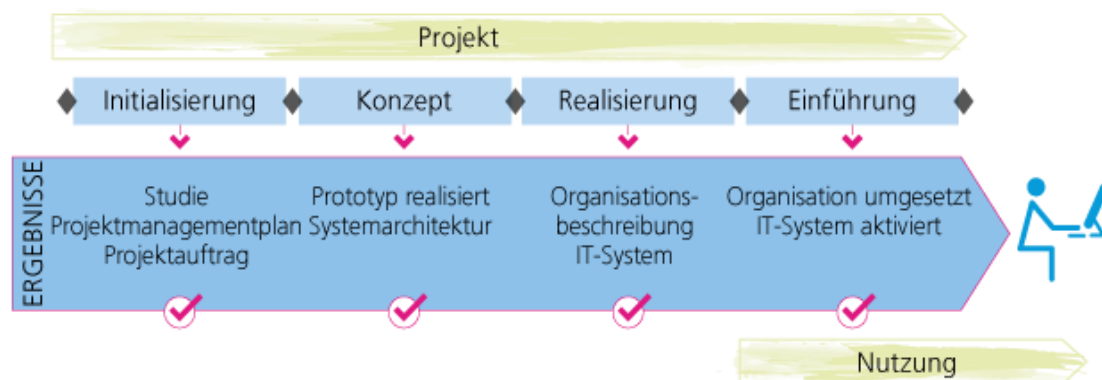 Projekt
Initialisierung
Konzept
Realisierung
Einführung
ERGEBNISSE
Studie
Projektmanagementplan
Projektauftrag
Prototyp realisiert
Systemarchitektur
Organisations-
beschreibung
IT-System
Organisation umgesetzt
IT-System aktiviert
Nutzung